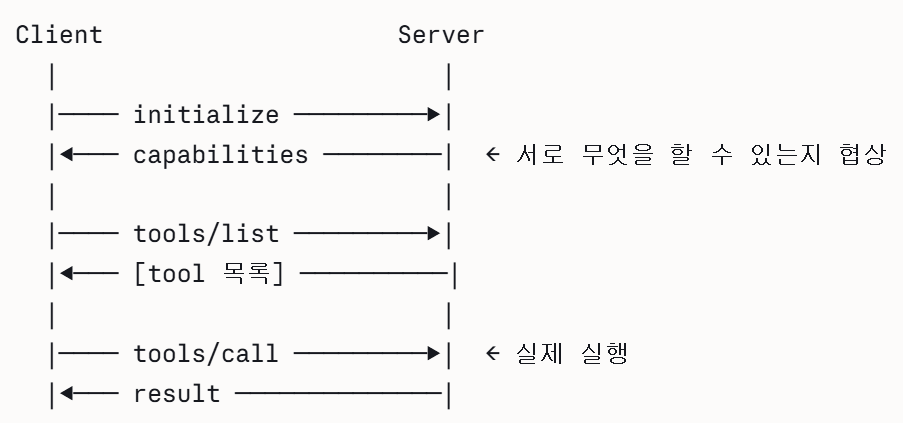 Client                    Server
  |                          |
  |──── initialize ─────────▶|
  |◀─── capabilities ────────|  ← 서로 무엇을 할 수 있는지 협상
  |                          |
  |──── tools/list ─────────▶|
  |◀─── [tool 목록] ──────────|
  |                          |
  |──── tools/call ─────────▶|  ← 실제 실행
  |◀─── result ──────────────|